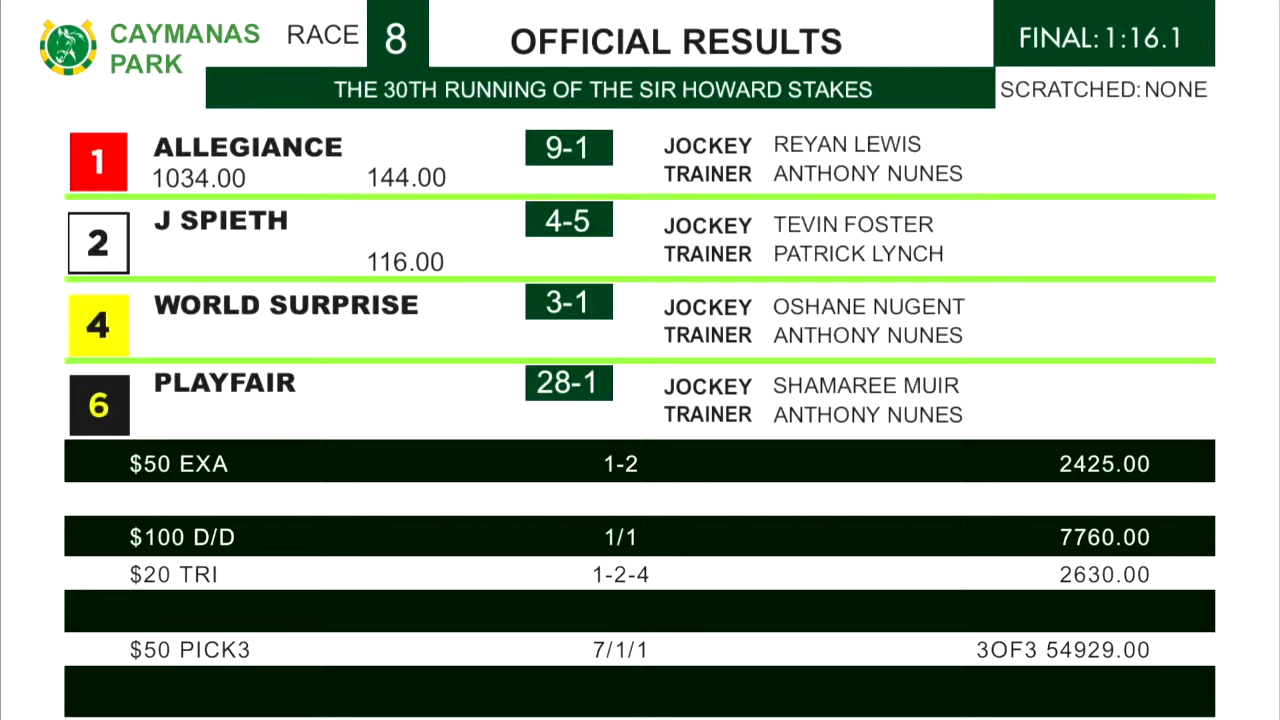 CAYMANAS PARK RACE 8 OFFICIAL RESULTS FINAL: 1:16.1
THE 30TH RUNNING OF THE SIR HOWARD STAKES SCRATCHED: NONE
1 ALLEGIANCE 9-1 JOCKEY REYAN LEWIS
1034.00 144.00 TRAINER ANTHONY NUNES
2 J SPIETH 4-5 JOCKEY TEVIN FOSTER
116.00 TRAINER PATRICK LYNCH
4 WORLD SURPRISE 3-1 JOCKEY OSHANE NUGENT
TRAINER ANTHONY NUNES
6 PLAYFAIR 28-1 JOCKEY SHAMAREE MUIR
TRAINER ANTHONY NUNES
$50 EXA 1-2 2425.00
$100 D/D 1/1 7760.00
$20 TRI 1-2-4 2630.00
$50 PICK3 7/1/1 3OF3 54929.00